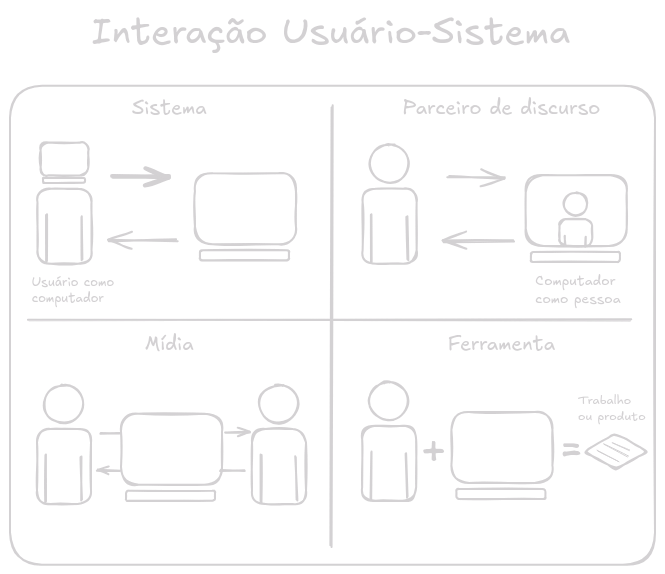 Interação Usuário-Sistema
Sistema
Parceiro de discurso
Usuário como
computador
Computador
como pessoa
Mídia
Ferramenta
Trabalho
ou produto